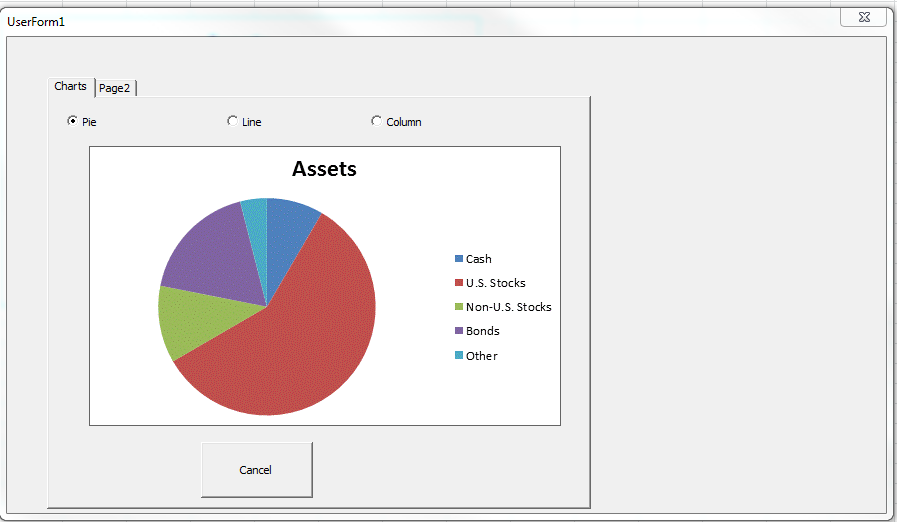 UserForm1
Charts Page2
Pie Line Column
Assets
Cash
U.S. Stocks
Non-U.S. Stocks
Bonds
Other
Cancel